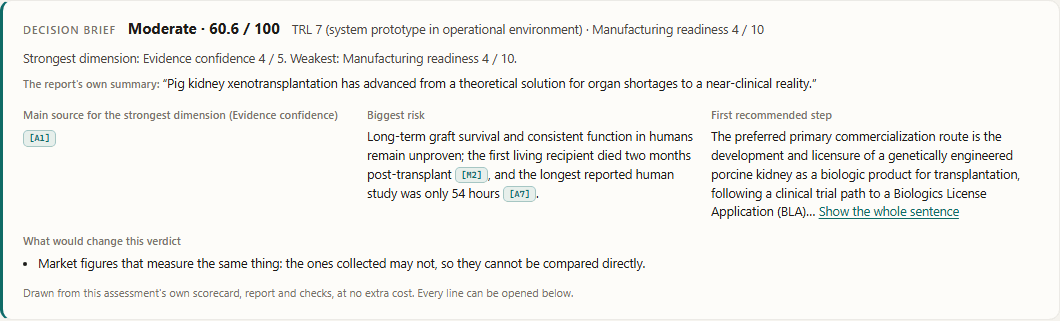 DECISION BRIEF Moderate · 60.6 / 100 TRL 7 (system prototype in operational environment) · Manufacturing readiness 4 / 10
Strongest dimension: Evidence confidence 4 / 5. Weakest: Manufacturing readiness 4 / 10.
The report's own summary: “Pig kidney xenotransplantation has advanced from a theoretical solution for organ shortages to a near-clinical reality.”
Main source for the strongest dimension (Evidence confidence)
[A1]
Biggest risk
Long-term graft survival and consistent function in humans
remain unproven; the first living recipient died two months
post-transplant [M2], and the longest reported human
study was only 54 hours [A7].
First recommended step
The preferred primary commercialization route is the
development and licensure of a genetically engineered
porcine kidney as a biologic product for transplantation,
following a clinical trial path to a Biologics License
Application (BLA)... Show the whole sentence
What would change this verdict
• Market figures that measure the same thing: the ones collected may not, so they cannot be compared directly.
Drawn from this assessment's own scorecard, report and checks, at no extra cost. Every line can be opened below.